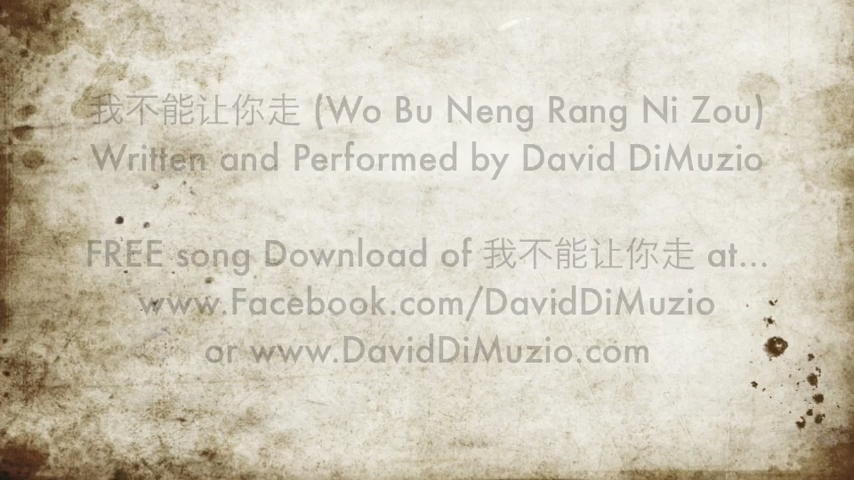 我不能让你走 (Wo Bu Neng Rang Ni Zou)
Written and Performed by David DiMuzio
FREE song Download of 我不能让你走 at...
www.Facebook.com/DavidDiMuzio
or www.DavidDiMuzio.com